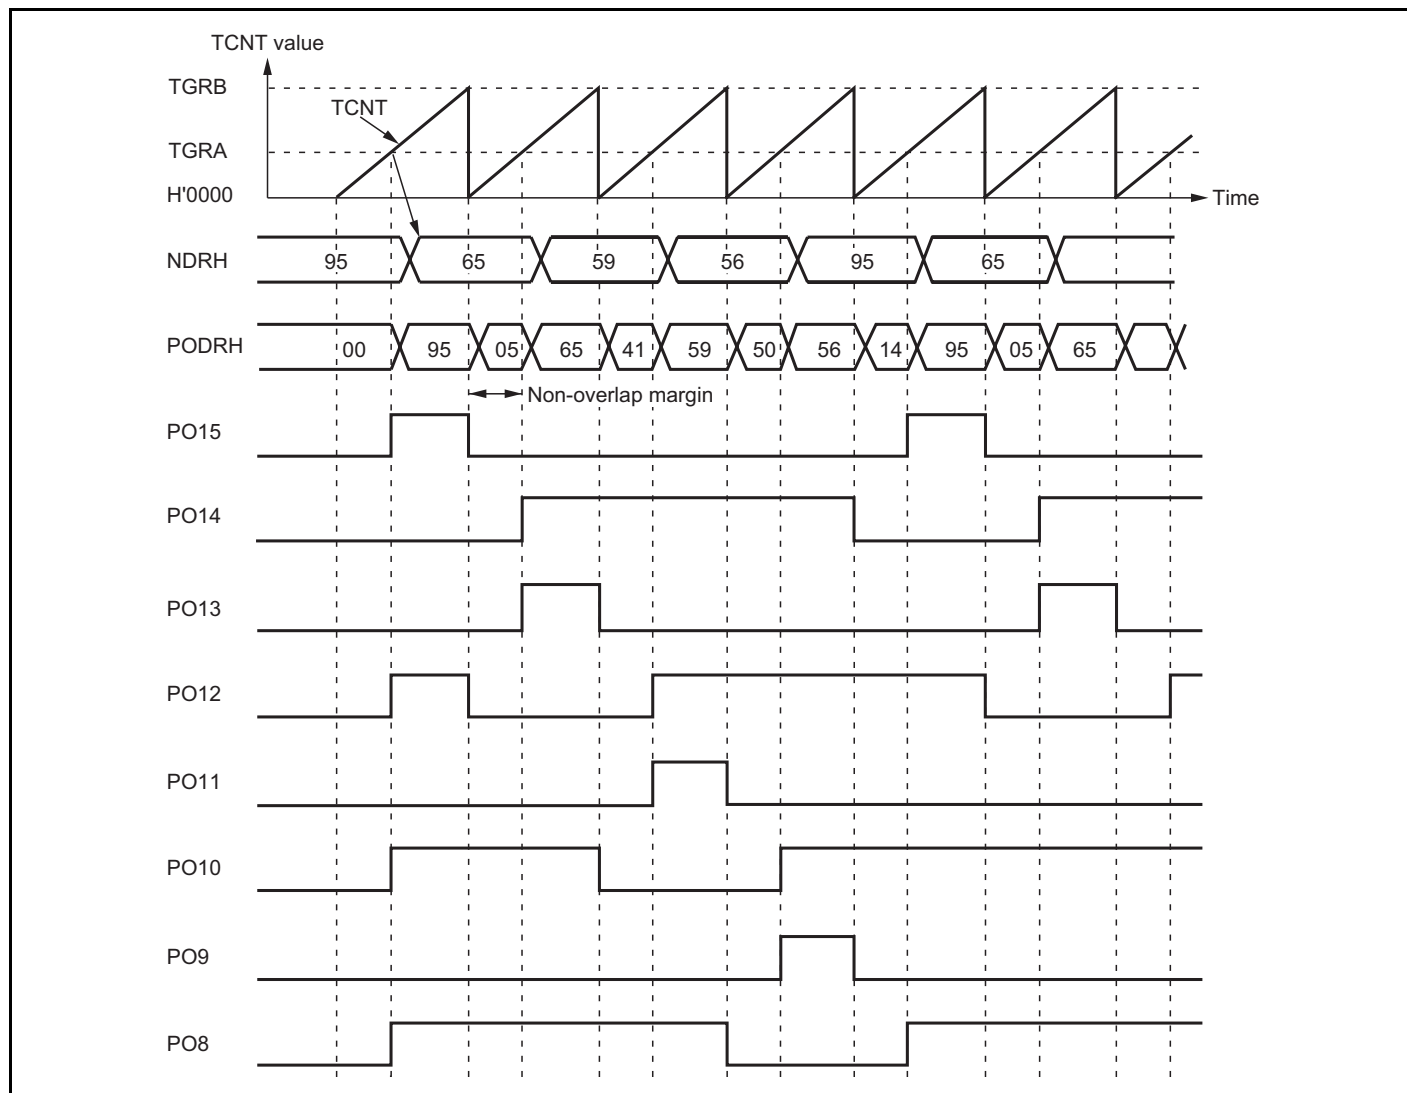 TCNT value
TGRB
TCNT
TGRA
H'0000
Time
NDRH 95 65 59 56 95 65
PODRH 00 95 05 65 41 59 50 56 14 95 05 65
Non-overlap margin
PO15
PO14
PO13
PO12
PO11
PO10
PO9
PO8